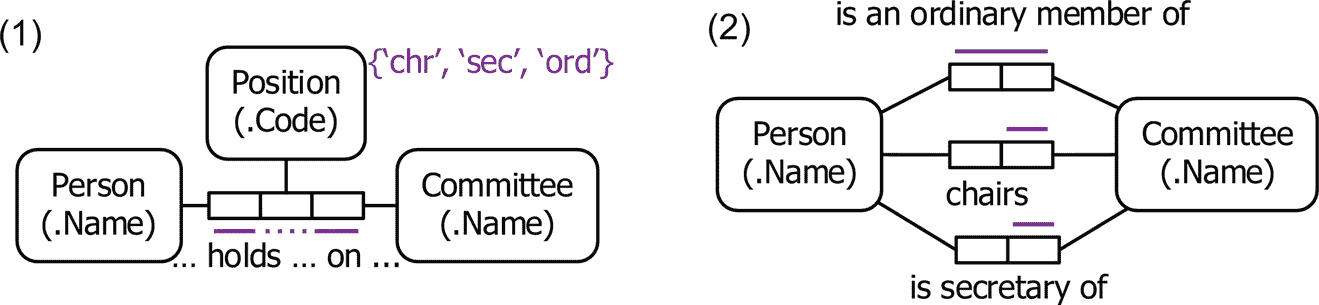 (1)
Position
(.Code)
{‘chr’, ‘sec’, ‘ord’}
Person
(.Name)
Committee
(.Name)
... holds ... on ...
(2)
is an ordinary member of
Person
(.Name)
Committee
(.Name)
chairs
is secretary of